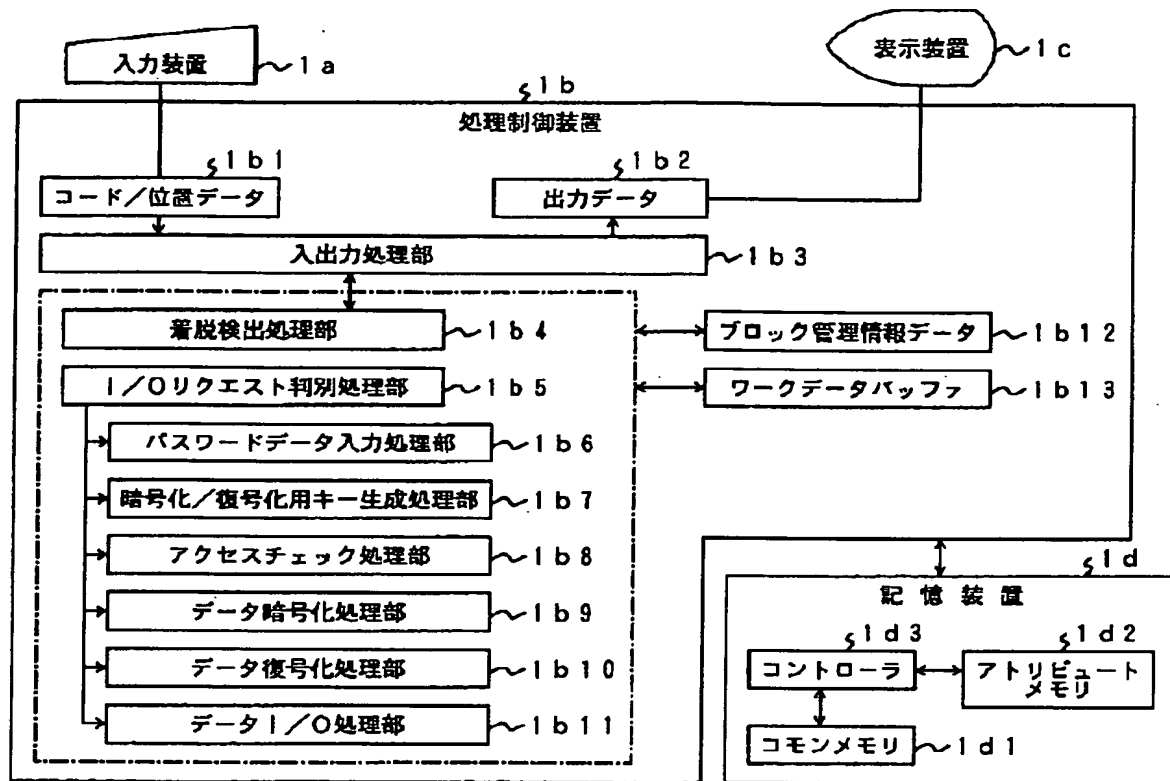 入力装置 1a
表示装置 1c
1b
処理制御装置
1b1
コード/位置データ
1b2
出力データ
入出力処理部 1b3
着脱検出処理部 1b4
I/Oリクエスト判別処理部 1b5
パスワードデータ入力処理部 1b6
暗号化/復号化用キー生成処理部 1b7
アクセスチェック処理部 1b8
データ暗号化処理部 1b9
データ復号化処理部 1b10
データI/O処理部 1b11
ブロック管理情報データ 1b12
ワークデータバッファ 1b13
1d
記憶装置
1d3
コントローラ
1d2
アトリビュート
メモリ
コモンメモリ 1d1